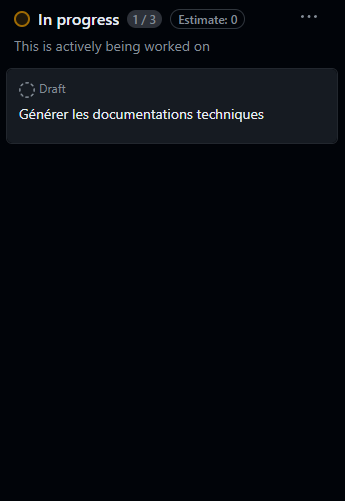 In progress 1 / 3 Estimate: 0
This is actively being worked on
Draft
Générer les documentations techniques